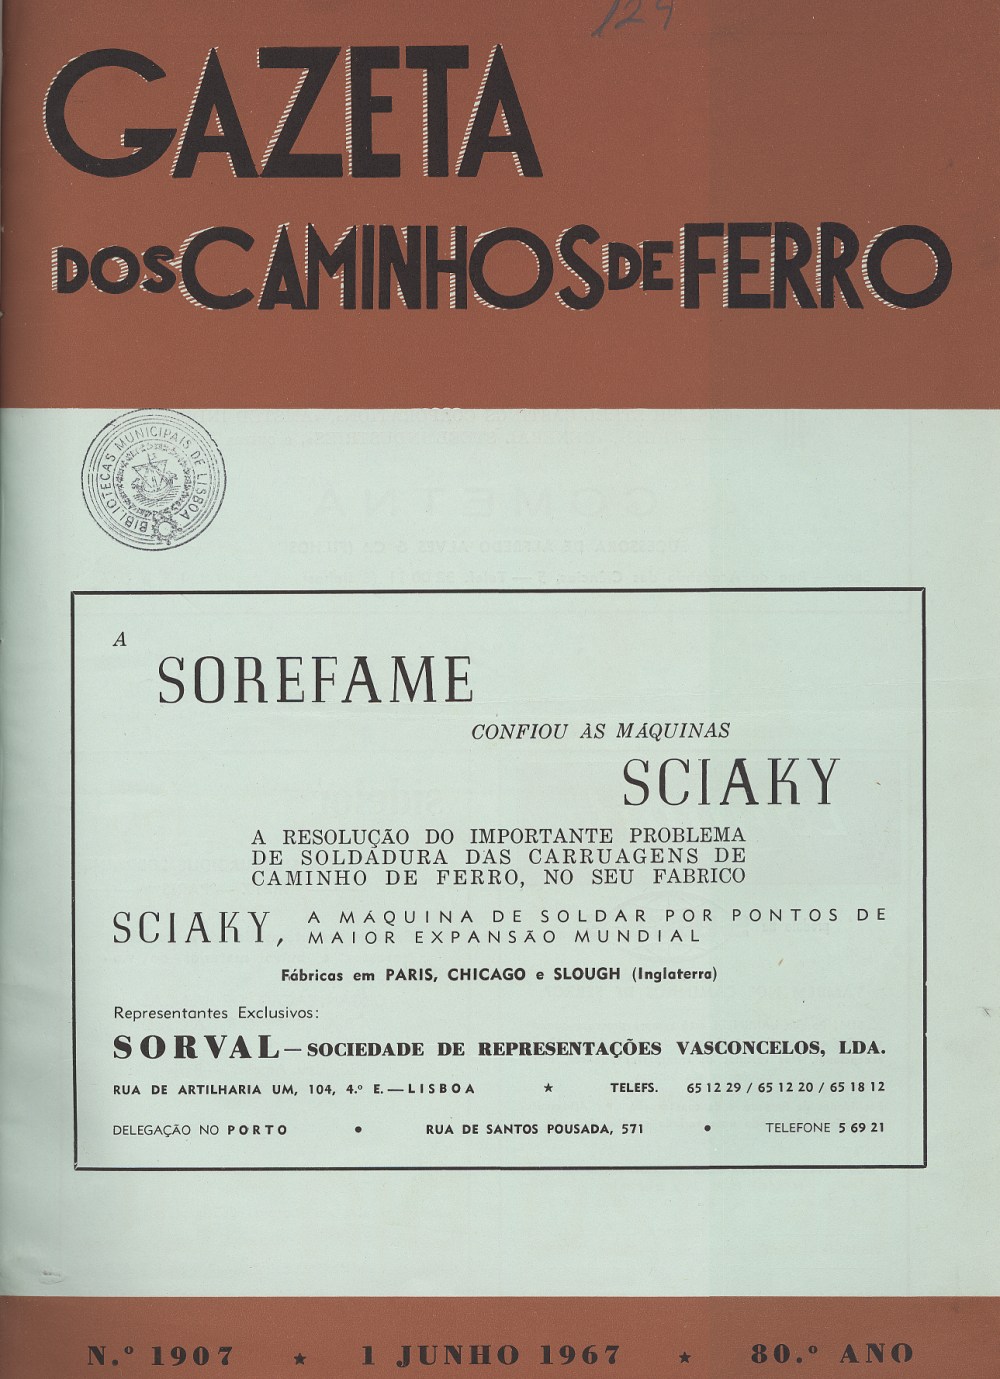 124
GAZETA
DOS CAMINHOS DE FERRO
BIBLIOTECAS MUNICIPAIS DE LISBOA
A
SOREFAME
CONFIOU ÀS MÁQUINAS
SCIAKY
A RESOLUÇÃO DO IMPORTANTE PROBLEMA
DE SOLDADURA DAS CARRUAGENS DE
CAMINHO DE FERRO, NO SEU FABRICO
SCIAKY, A MÁQUINA DE SOLDAR POR PONTOS DE
MAIOR EXPANSÃO MUNDIAL
Fábricas em PARIS, CHICAGO e SLOUGH (Inglaterra)
Representantes Exclusivos:
SORVAL — SOCIEDADE DE REPRESENTAÇÕES VASCONCELOS, LDA.
RUA DE ARTILHARIA UM, 104, 4.º E. — LISBOA ★ TELEFS. 65 12 29 / 65 12 20 / 65 18 12
DELEGAÇÃO NO PORTO • RUA DE SANTOS POUSADA, 571 • TELEFONE 5 69 21
N.º 1907 ★ 1 JUNHO 1967 ★ 80.º ANO